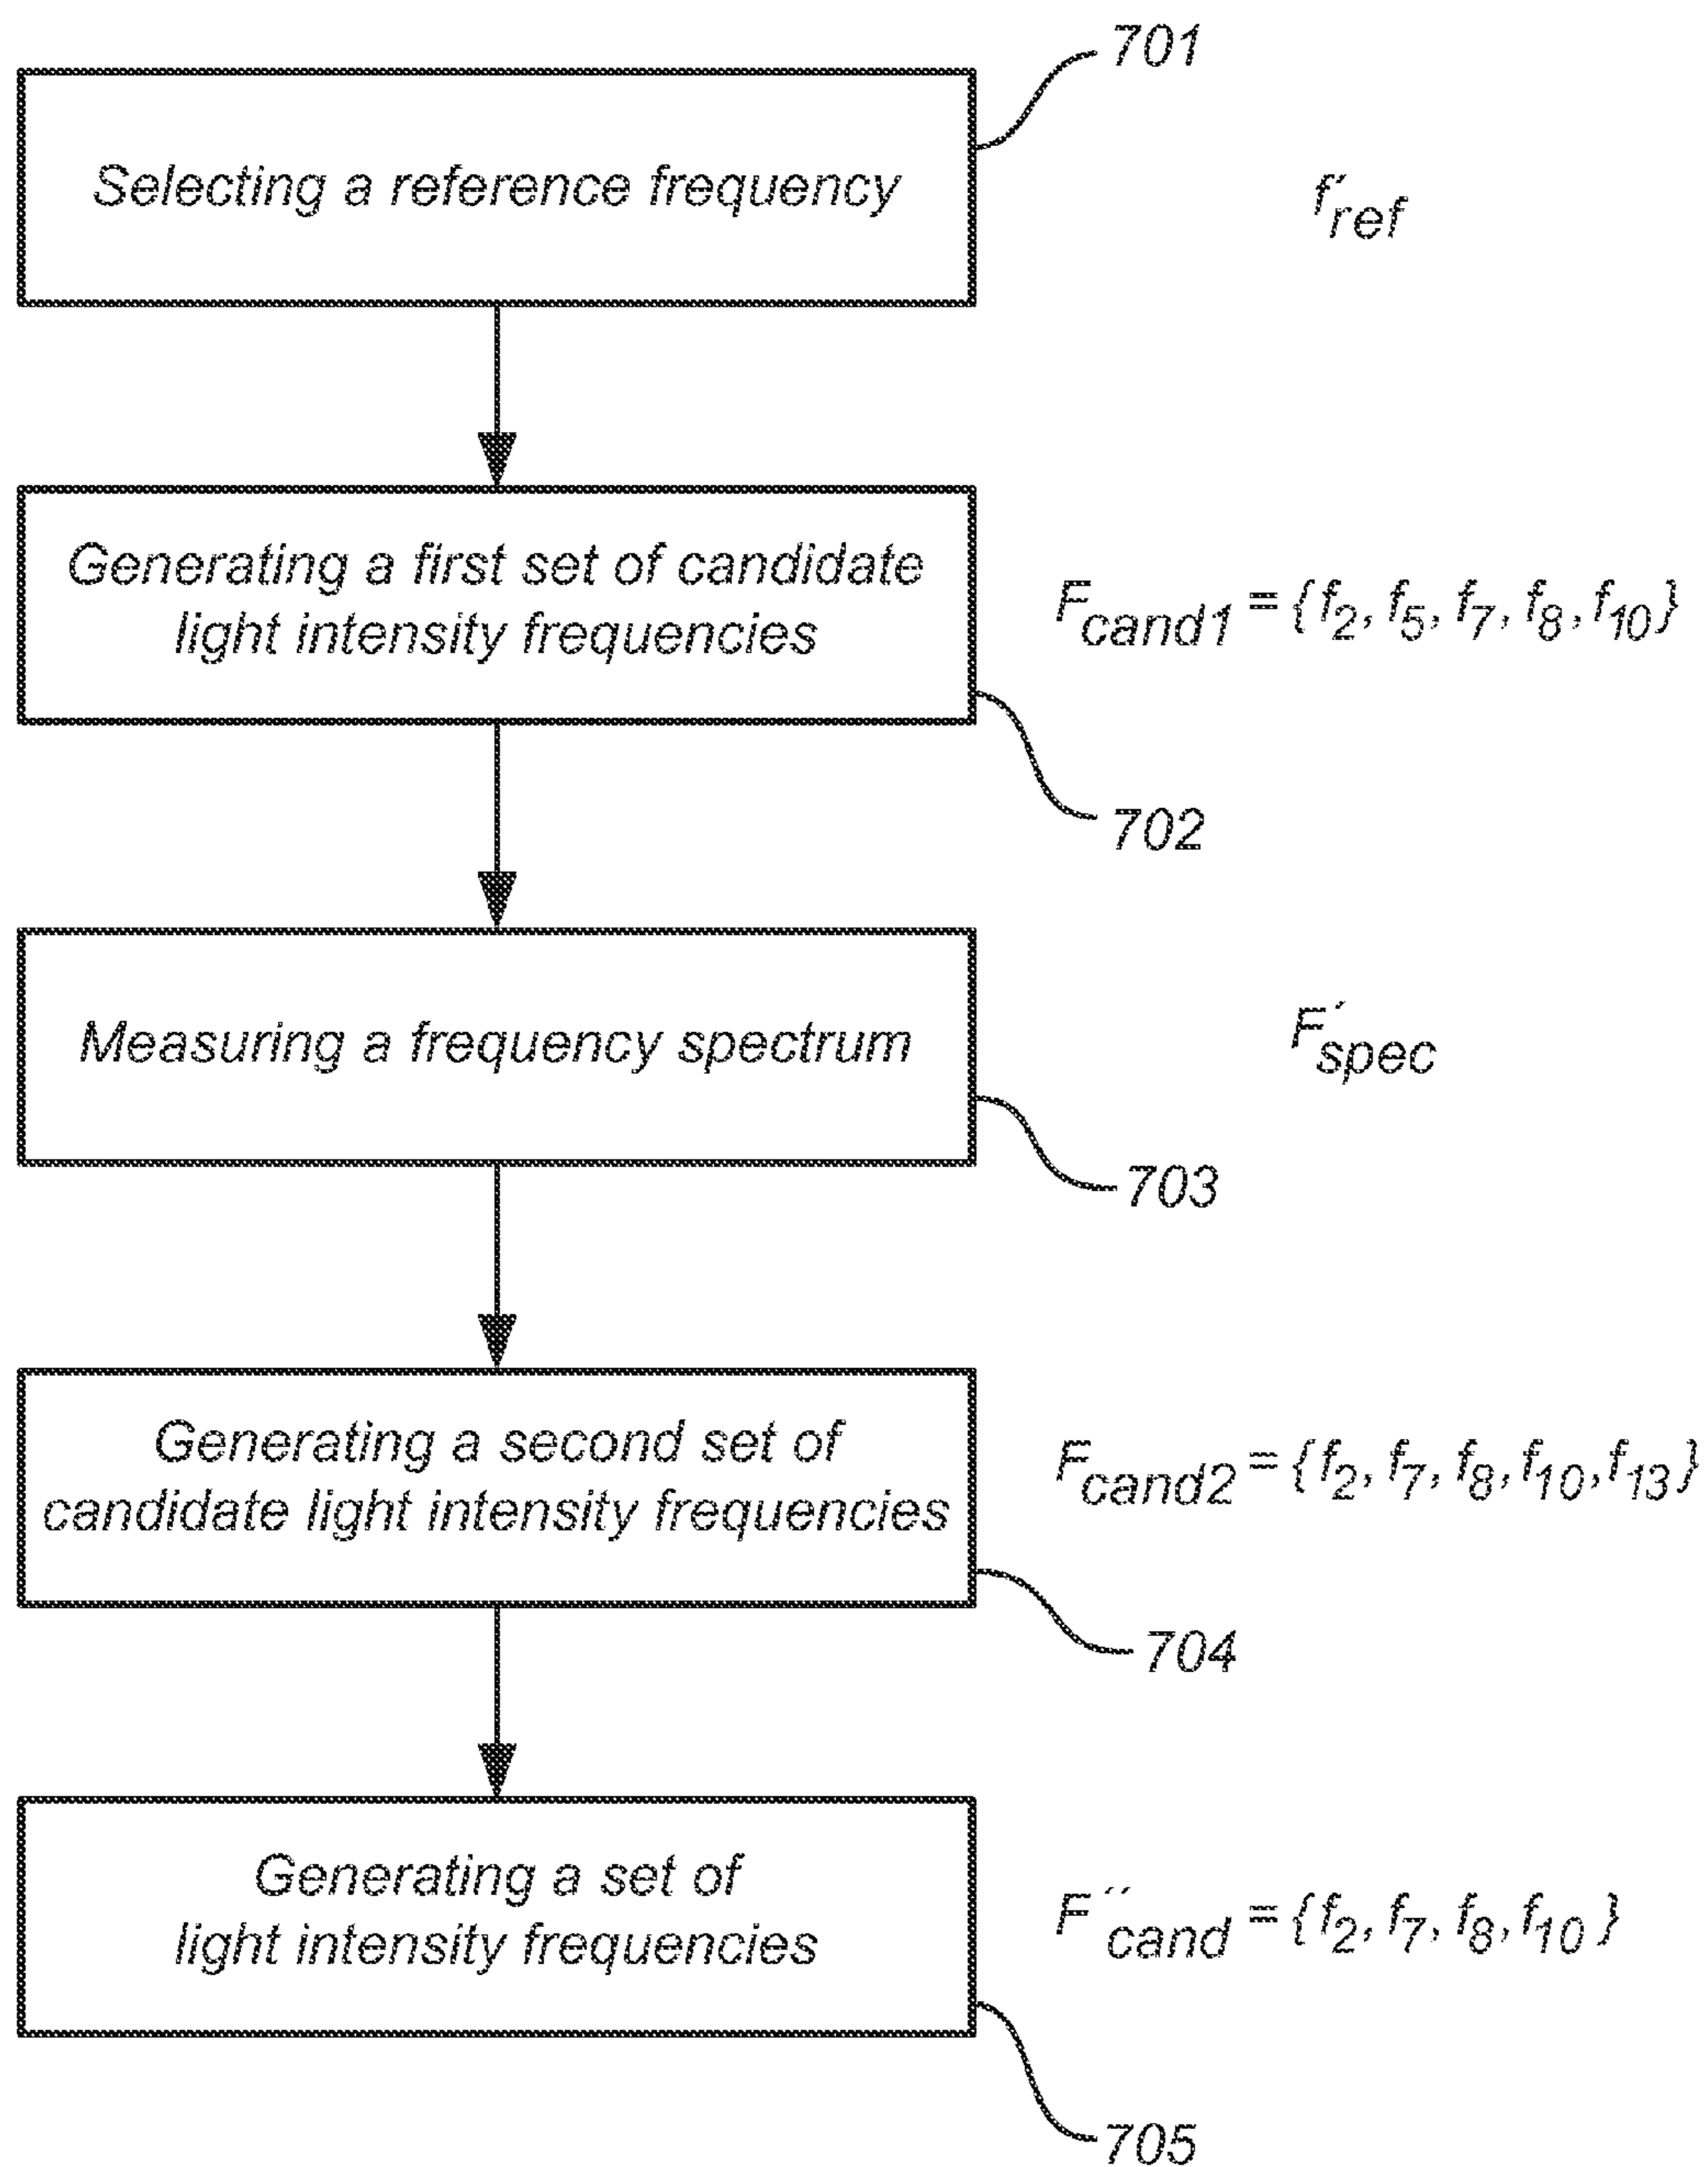 701
Selecting a reference frequency
f′ref
Generating a first set of candidate
light intensity frequencies
Fcand1 = {f2, f5, f7, f8, f10}
702
Measuring a frequency spectrum
F′spec
703
Generating a second set of
candidate light intensity frequencies
Fcand2 = {f2, f7, f8, f10, f13}
704
Generating a set of
light intensity frequencies
F′′cand = {f2, f7, f8, f10 }
705